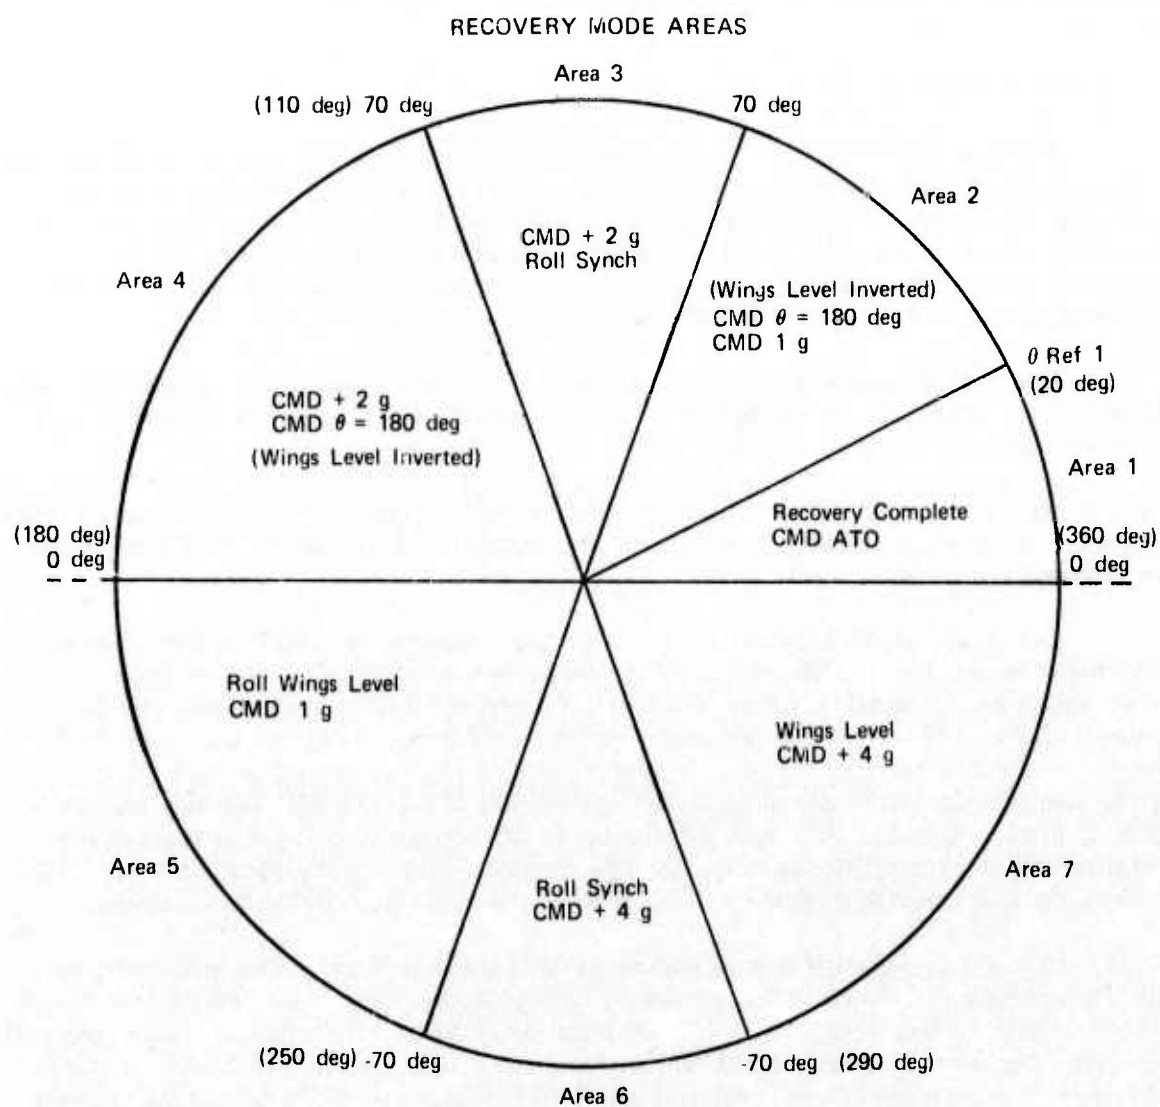 RECOVERY MODE AREAS
Area 3
(110 deg) 70 deg
70 deg
Area 2
CMD + 2 g
Roll Synch
Area 4
(Wings Level Inverted)
CMD θ = 180 deg
CMD 1 g
θ Ref 1
(20 deg)
CMD + 2 g
CMD θ = 180 deg
(Wings Level Inverted)
Area 1
Recovery Complete
CMD ATO
(180 deg)
0 deg
(360 deg)
0 deg
Roll Wings Level
CMD 1 g
Wings Level
CMD + 4 g
Area 5
Area 7
Roll Synch
CMD + 4 g
(250 deg) -70 deg
-70 deg (290 deg)
Area 6